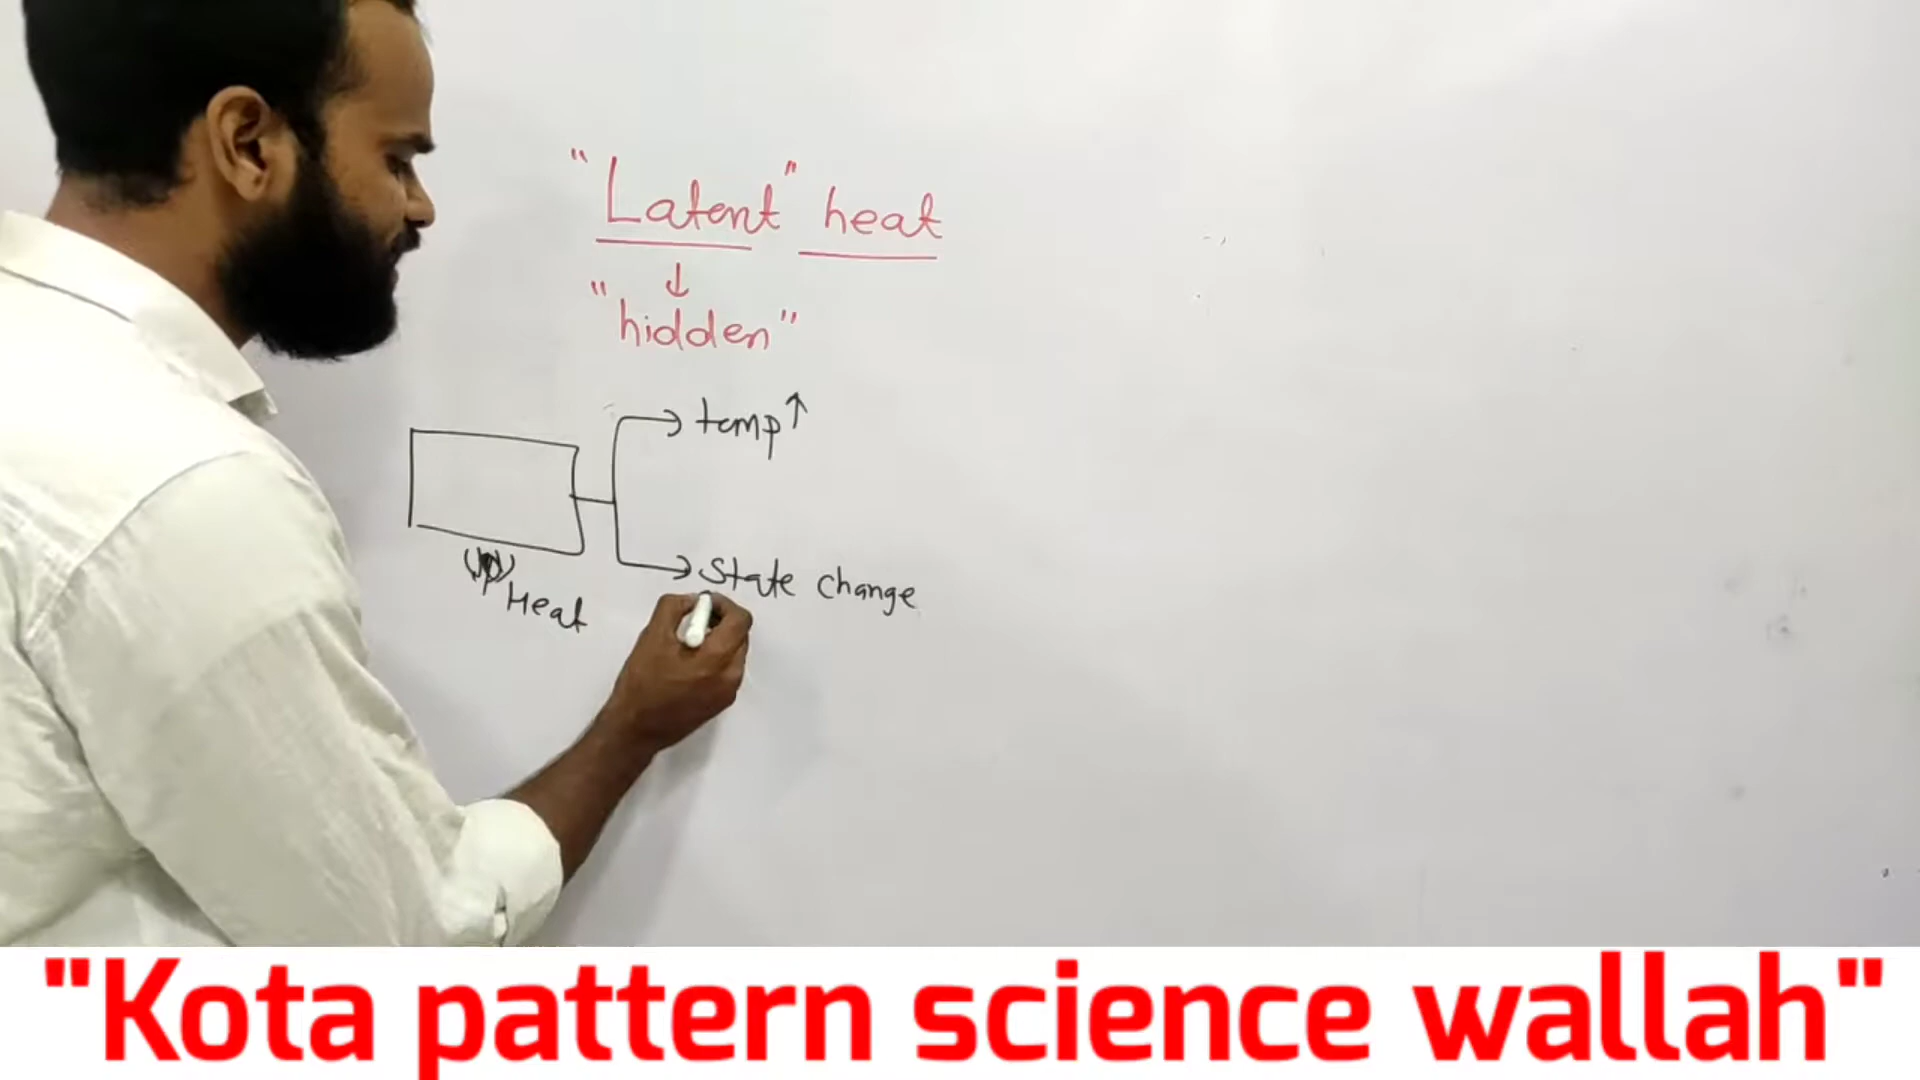 "Latent" heat
↓
"hidden"
→ temp↑
→ State change
Heat
"Kota pattern science wallah"